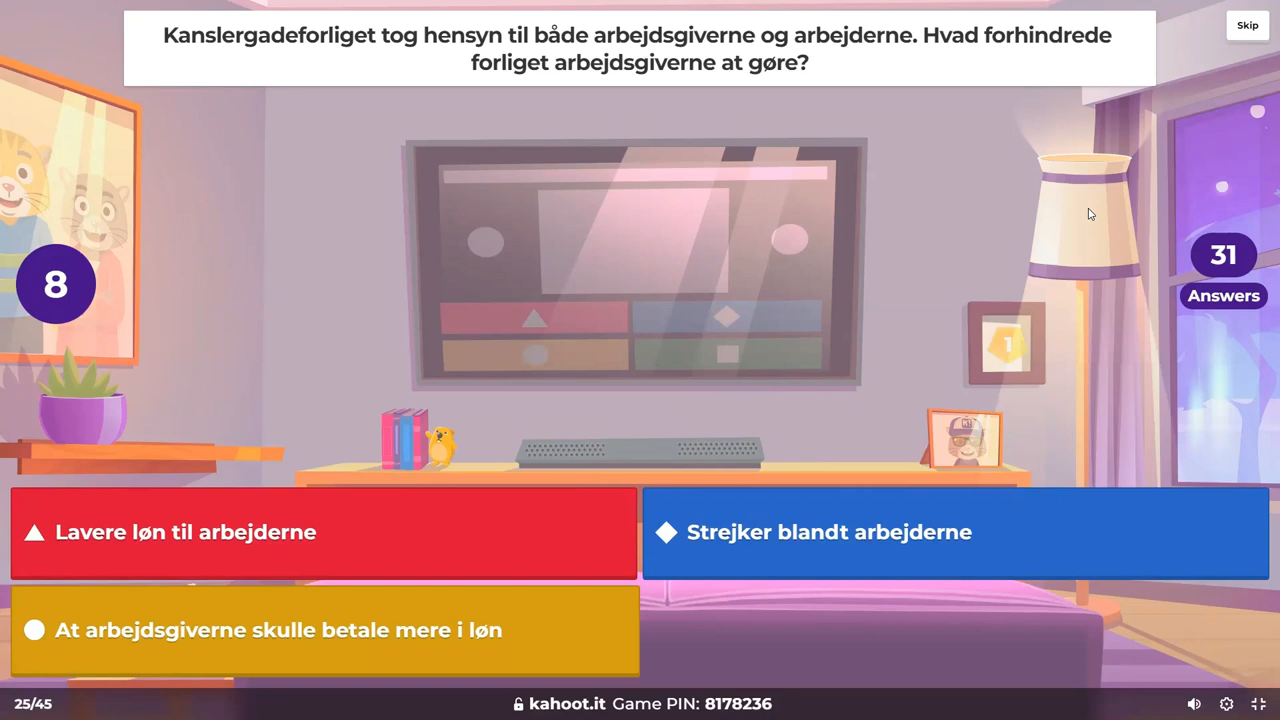 Kanslergadeforliget tog hensyn til både arbejdsgiverne og arbejderne. Hvad forhindrede
forliget arbejdsgiverne at gøre?
Skip
8
31
Answers
1
Lavere løn til arbejderne
Strejker blandt arbejderne
At arbejdsgiverne skulle betale mere i løn
25/45
kahoot.it Game PIN: 8178236